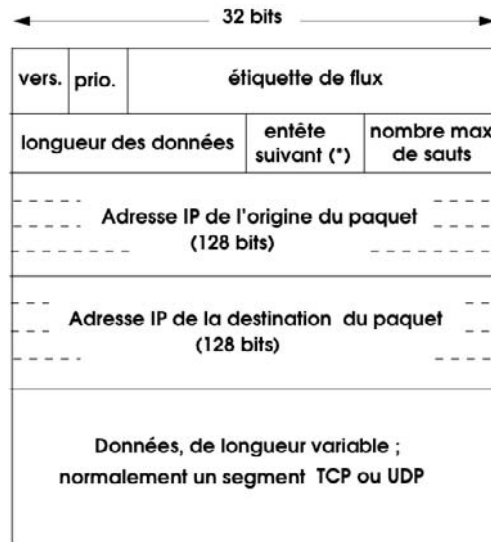 32 bits
vers. prio. étiquette de flux
longueur des données entête suivant (*) nombre max de sauts
Adresse IP de l'origine du paquet
(128 bits)
Adresse IP de la destination du paquet
(128 bits)
Données, de longueur variable ;
normalement un segment TCP ou UDP